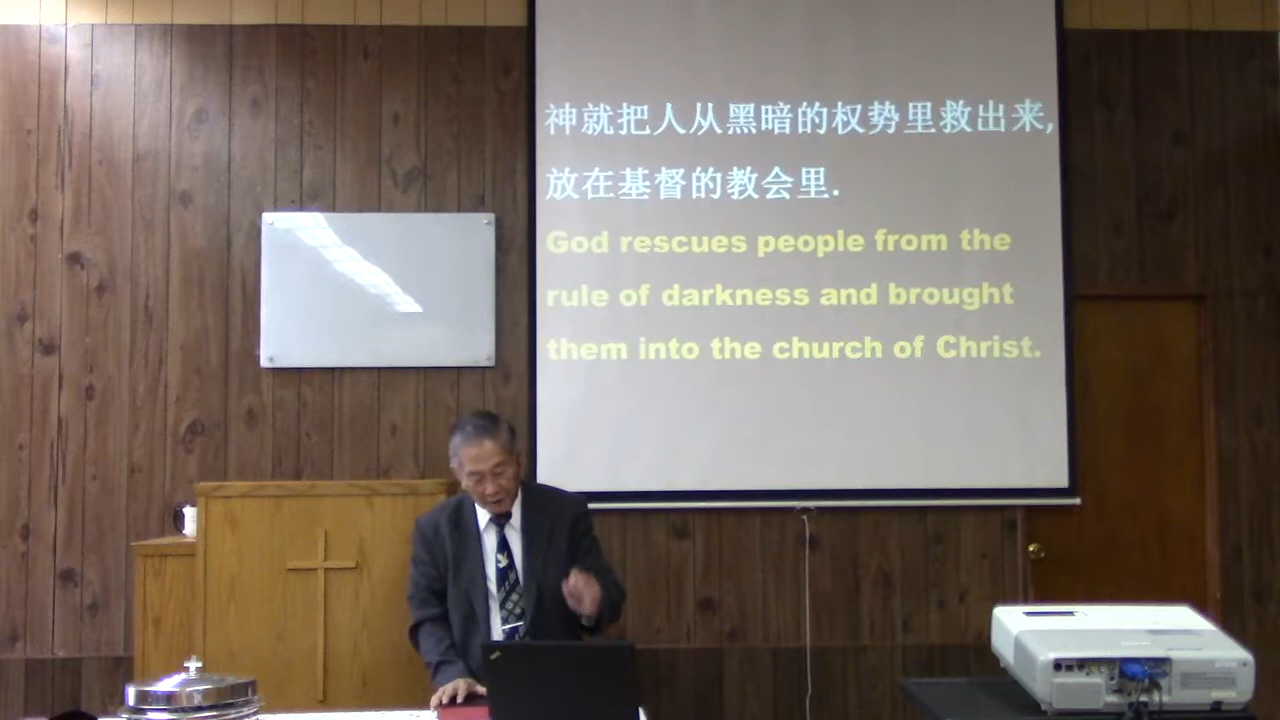 神就把人从黑暗的权势里救出来,
放在基督的教会里.
God rescues people from the
rule of darkness and brought
them into the church of Christ.